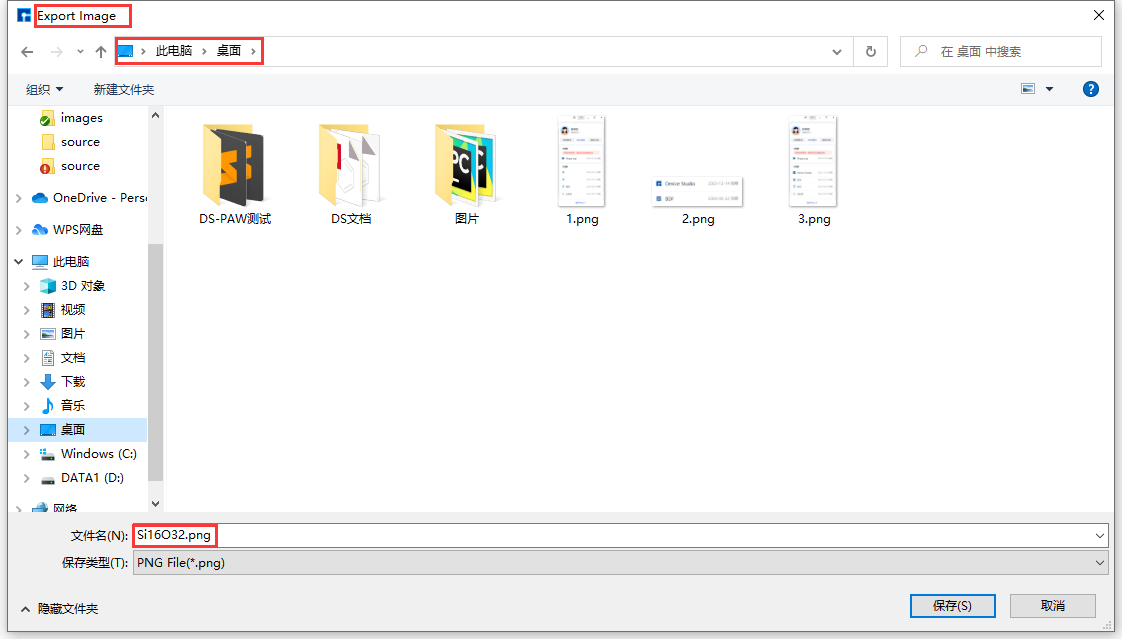 Export Image
此电脑 桌面
在 桌面 中搜索
组织 新建文件夹
images
source
source
OneDrive - Pers
WPS网盘
此电脑
3D 对象
视频
图片
文档
下载
音乐
桌面
Windows (C:)
DATA1 (D:)
网络
DS-PAW测试
DS文档
PC
图片
1.png
Device Studio
2.png
3.png
文件名(N): Si16O32.png
保存类型(T): PNG File(*.png)
隐藏文件夹
保存(S)
取消